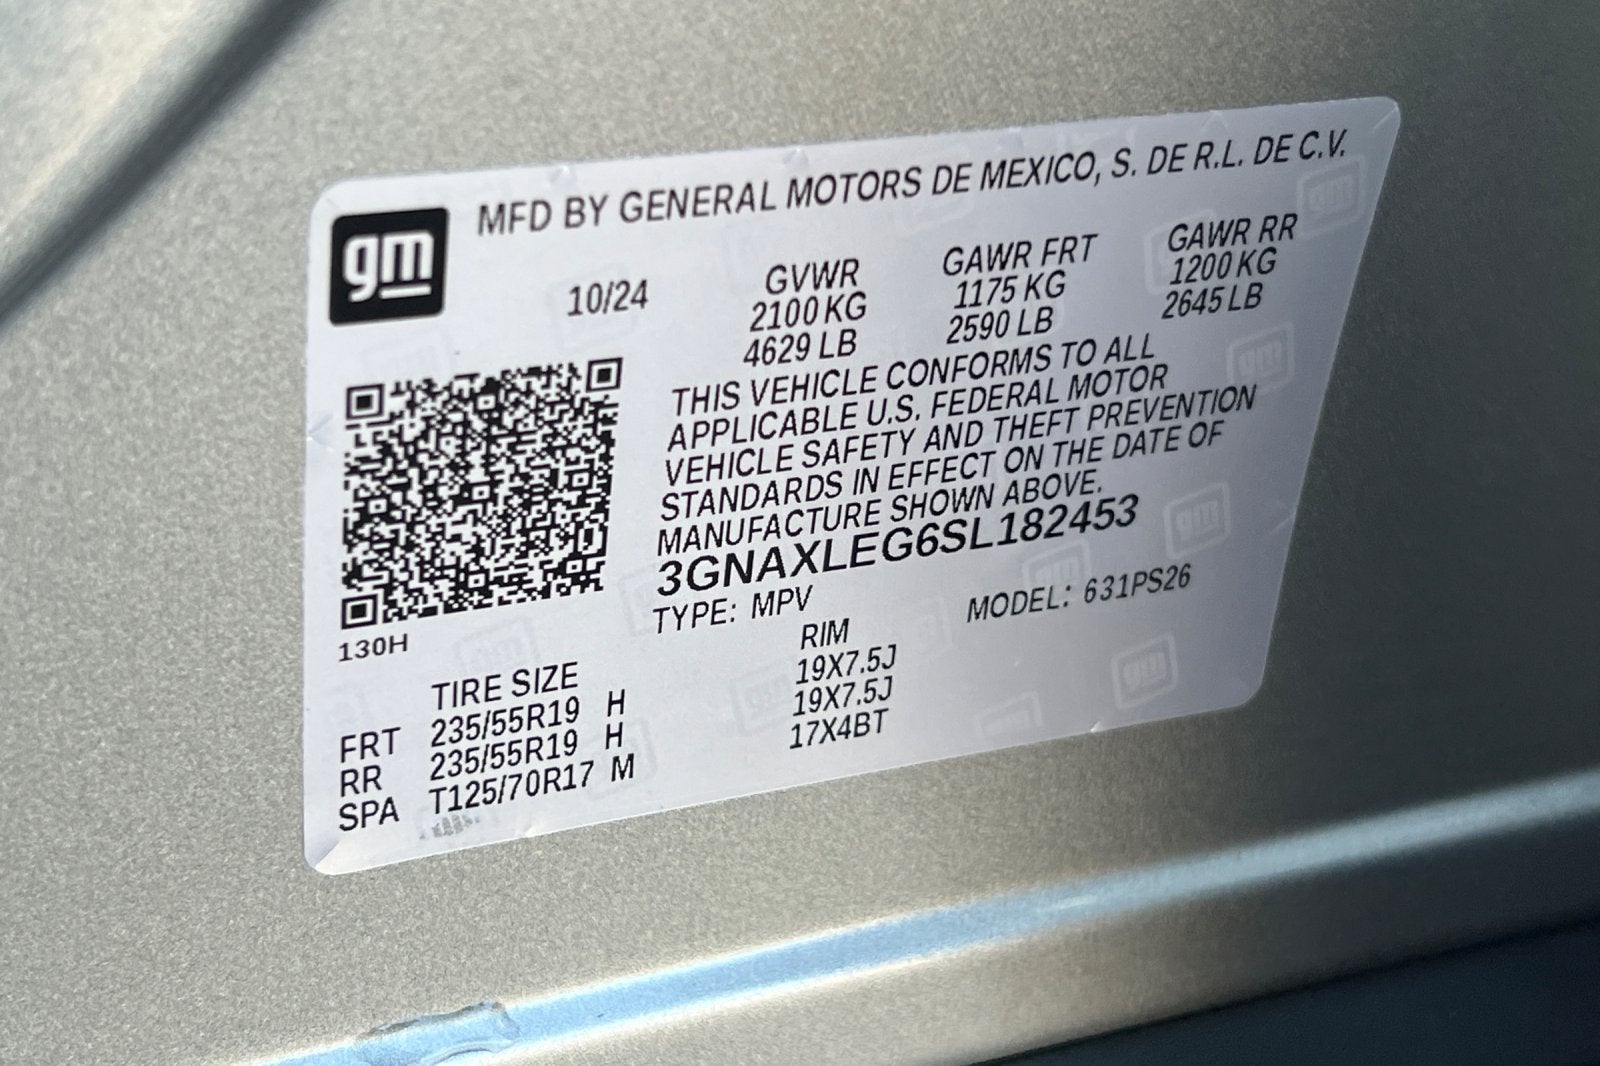 gm
MFD BY GENERAL MOTORS DE MEXICO, S. DE R.L. DE C.V.
10/24
GVWR
2100 KG
4629 LB
GAWR FRT
1175 KG
2590 LB
GAWR RR
1200 KG
2645 LB
THIS VEHICLE CONFORMS TO ALL
APPLICABLE U.S. FEDERAL MOTOR
VEHICLE SAFETY AND THEFT PREVENTION
STANDARDS IN EFFECT ON THE DATE OF
MANUFACTURE SHOWN ABOVE.
3GNAXLEG6SL182453
TYPE: MPV
MODEL: 631PS26
130H
TIRE SIZE
RIM
FRT 235/55R19 H 19X7.5J
RR 235/55R19 H 19X7.5J
SPA T125/70R17 M 17X4BT